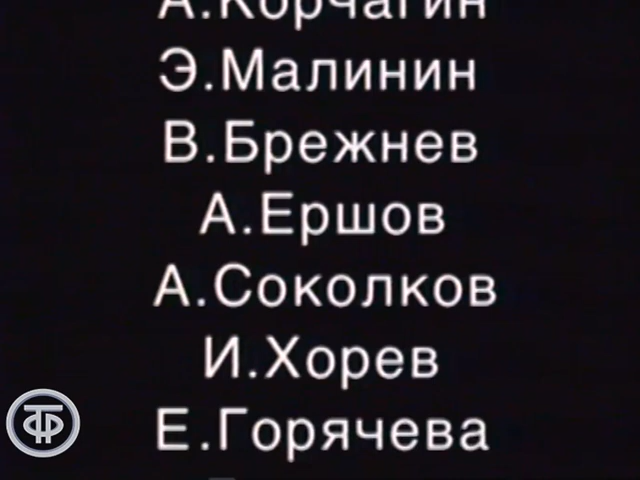 А.Корчагин
Э.Малинин
В.Брежнев
А.Ершов
А.Соколков
И.Хорев
Е.Горячева